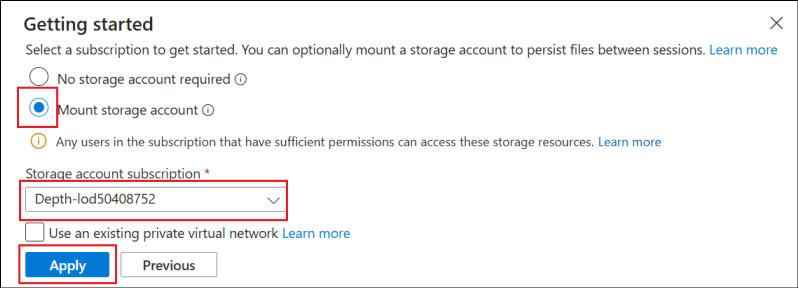 Getting started
Select a subscription to get started. You can optionally mount a storage account to persist files between sessions. Learn more
No storage account required
Mount storage account
Any users in the subscription that have sufficient permissions can access these storage resources. Learn more
Storage account subscription *
Depth-lod50408752
Use an existing private virtual network Learn more
Apply Previous